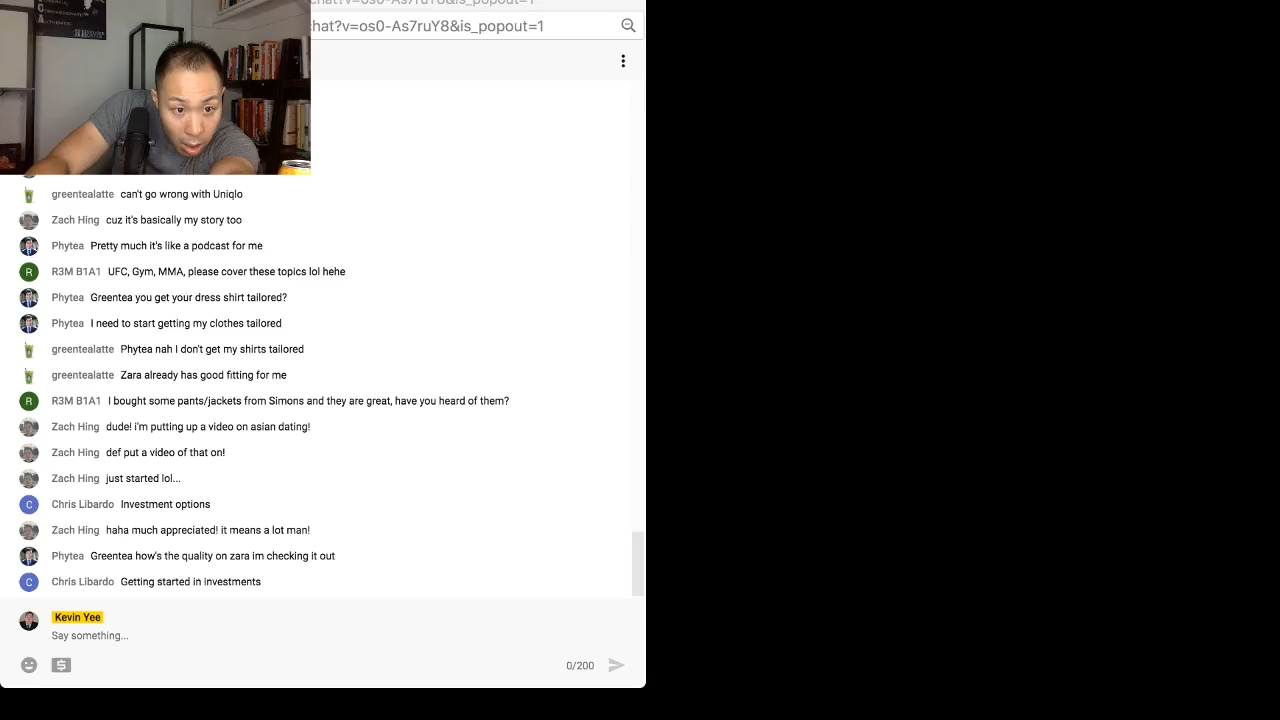 chat?v=os0-As7ruY8&is_popout=1
greentealatte can't go wrong with Uniqlo
Zach Hing cuz it's basically my story too
Phytea Pretty much it's like a podcast for me
R R3M B1A1 UFC, Gym, MMA, please cover these topics lol hehe
Phytea Greentea you get your dress shirt tailored?
Phytea I need to start getting my clothes tailored
greentealatte Phytea nah I don't get my shirts tailored
greentealatte Zara already has good fitting for me
R R3M B1A1 I bought some pants/jackets from Simons and they are great, have you heard of them?
Zach Hing dude! i'm putting up a video on asian dating!
Zach Hing def put a video of that on!
Zach Hing just started lol...
C Chris Libardo Investment options
Zach Hing haha much appreciated! it means a lot man!
Phytea Greentea how's the quality on zara im checking it out
C Chris Libardo Getting started in investments
Kevin Yee
Say something...
0/200